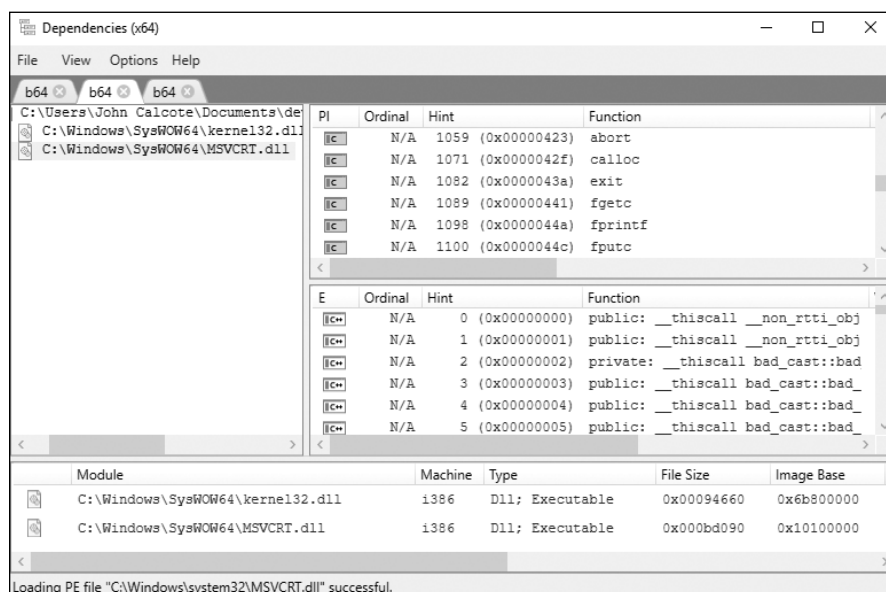 Dependencies (x64)
File View Options Help
b64 b64 b64
C:\Users\John Calcote\Documents\de
C:\Windows\SysWOW64\kernel32.dll
C:\Windows\SysWOW64\MSVCRT.dll
PI Ordinal Hint Function
C N/A 1059 (0x00000423) abort
C N/A 1071 (0x0000042f) calloc
C N/A 1082 (0x0000043a) exit
C N/A 1089 (0x00000441) fgetc
C N/A 1098 (0x0000044a) fprintf
C N/A 1100 (0x0000044c) fputc
E Ordinal Hint Function
C++ N/A 0 (0x00000000) public: __thiscall __non_rtti_obj
C++ N/A 1 (0x00000001) public: __thiscall __non_rtti_obj
C++ N/A 2 (0x00000002) private: __thiscall bad_cast::bad
C++ N/A 3 (0x00000003) public: __thiscall bad_cast::bad_
C++ N/A 4 (0x00000004) public: __thiscall bad_cast::bad_
C++ N/A 5 (0x00000005) public: __thiscall bad_cast::bad_
Module Machine Type File Size Image Base
C:\Windows\SysWOW64\kernel32.dll i386 Dll; Executable 0x00094660 0x6b800000
C:\Windows\SysWOW64\MSVCRT.dll i386 Dll; Executable 0x000bd090 0x10100000
Loading PE file "C:\Windows\system32\MSVCRT.dll" successful.